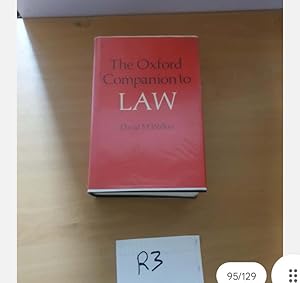 The Oxford
Companion to
LAW
David M. Walker
R3
95/129